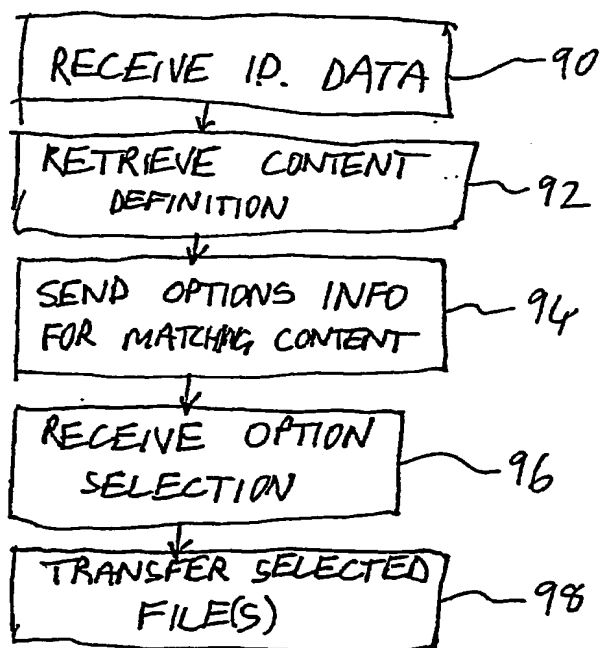 RECEIVE I.D. DATA 90
RETRIEVE CONTENT
DEFINITION 92
SEND OPTIONS INFO
FOR MATCHING CONTENT 94
RECEIVE OPTION
SELECTION 96
TRANSFER SELECTED
FILE(S) 98